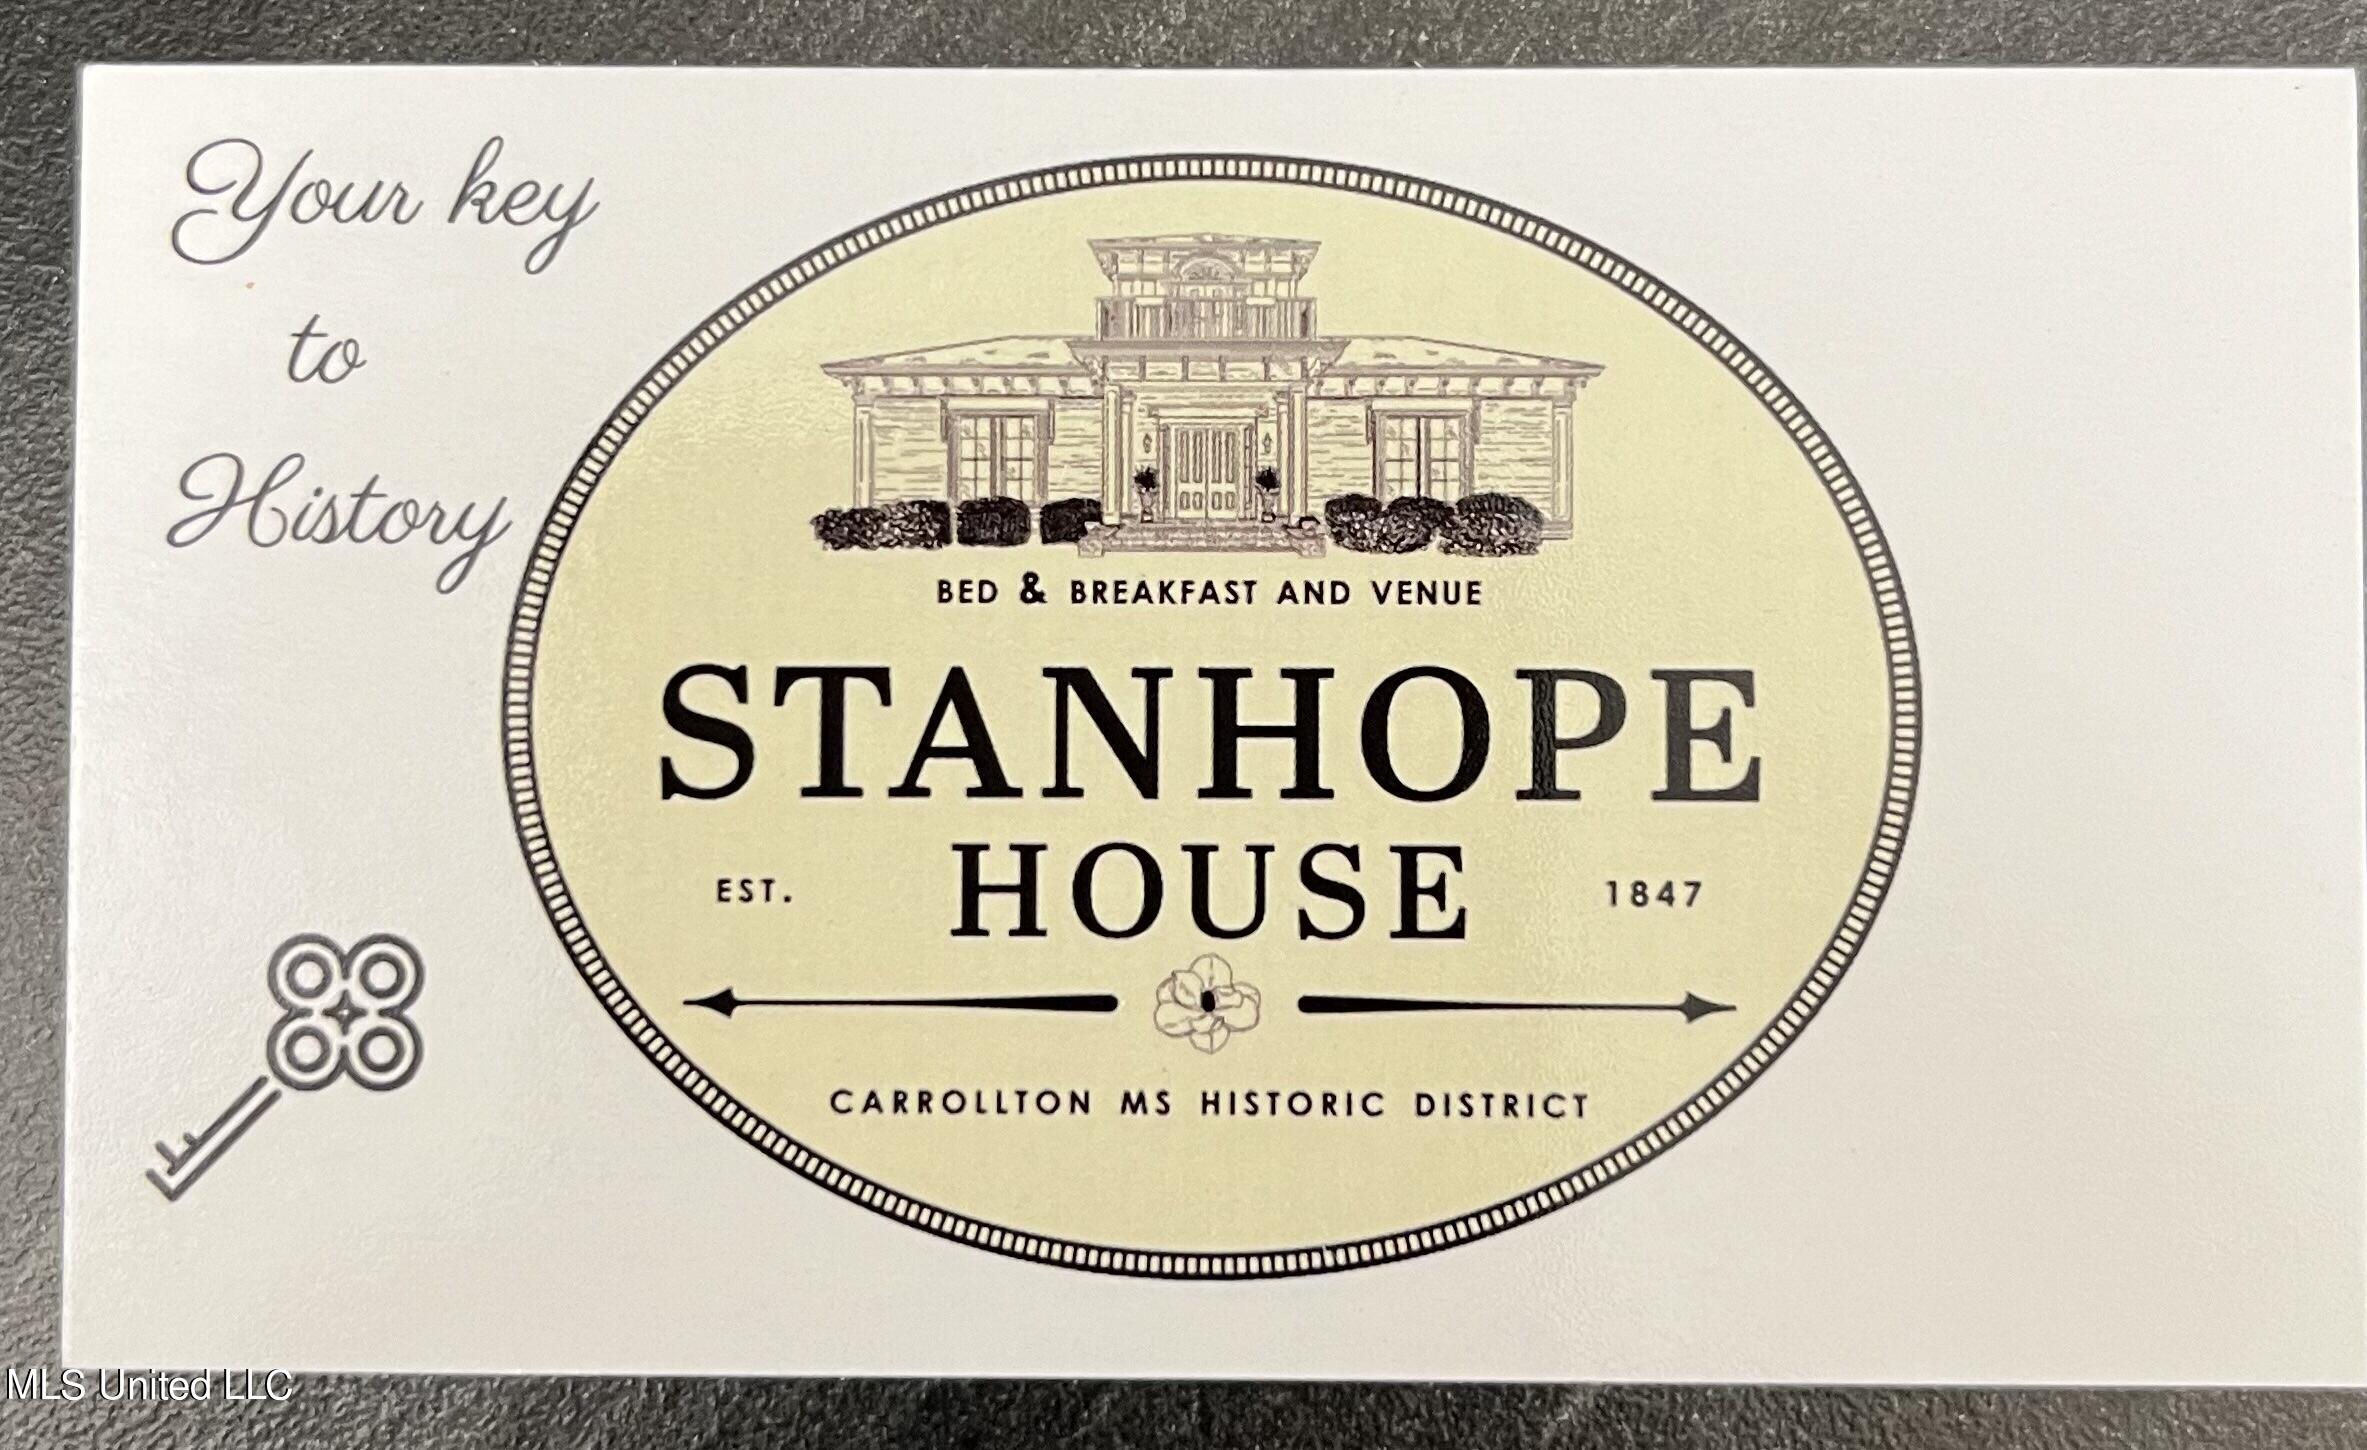 Your key
to
History
BED & BREAKFAST AND VENUE
STANHOPE
HOUSE
EST. 1847
CARROLLTON MS HISTORIC DISTRICT
MLS United LLC